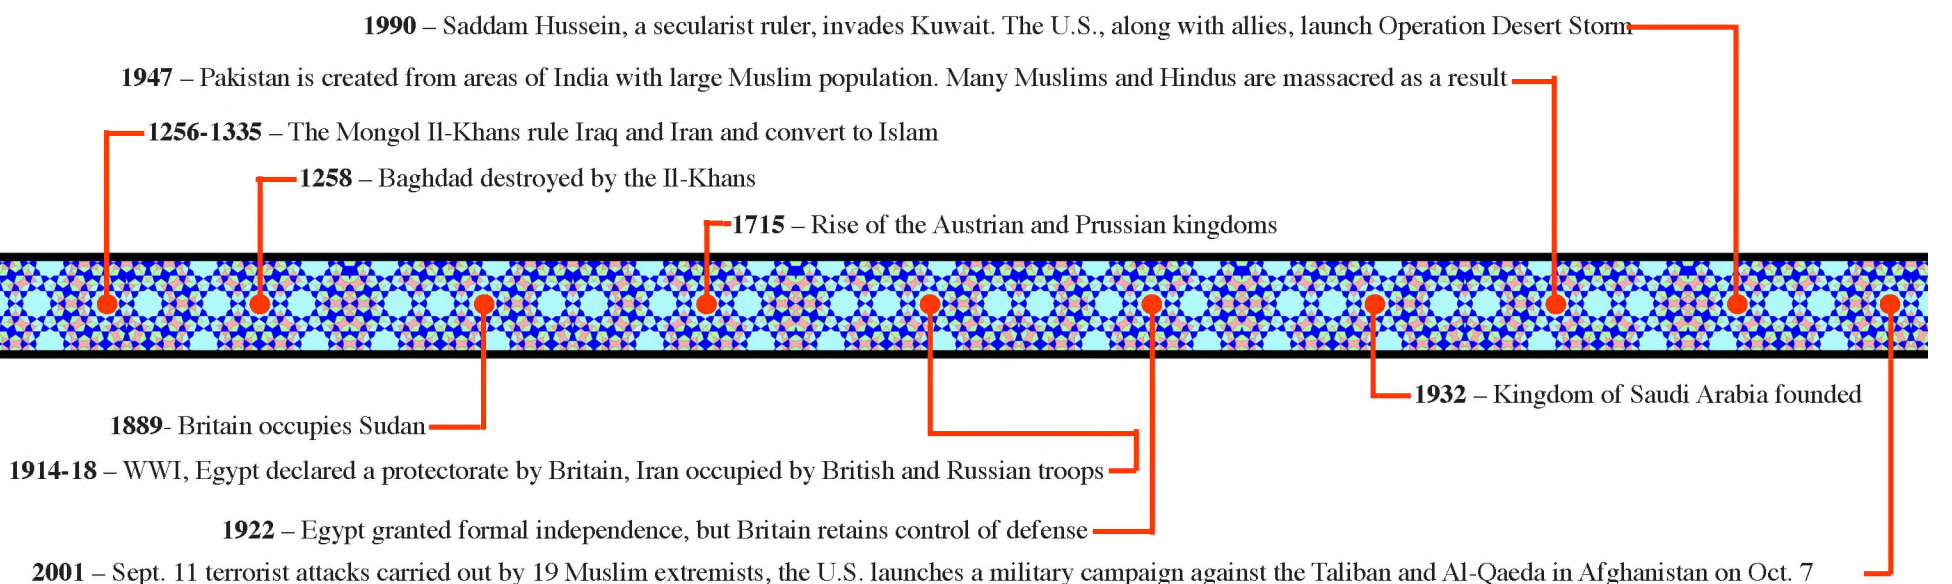 1990 – Saddam Hussein, a secularist ruler, invades Kuwait. The U.S., along with allies, launch Operation Desert Storm
1947 – Pakistan is created from areas of India with large Muslim population. Many Muslims and Hindus are massacred as a result
1256-1335 – The Mongol Il-Khans rule Iraq and Iran and convert to Islam
1258 – Baghdad destroyed by the Il-Khans
1715 – Rise of the Austrian and Prussian kingdoms
1932 – Kingdom of Saudi Arabia founded
1889- Britain occupies Sudan
1914-18 – WWI, Egypt declared a protectorate by Britain, Iran occupied by British and Russian troops
1922 – Egypt granted formal independence, but Britain retains control of defense
2001 – Sept. 11 terrorist attacks carried out by 19 Muslim extremists, the U.S. launches a military campaign against the Taliban and Al-Qaeda in Afghanistan on Oct. 7